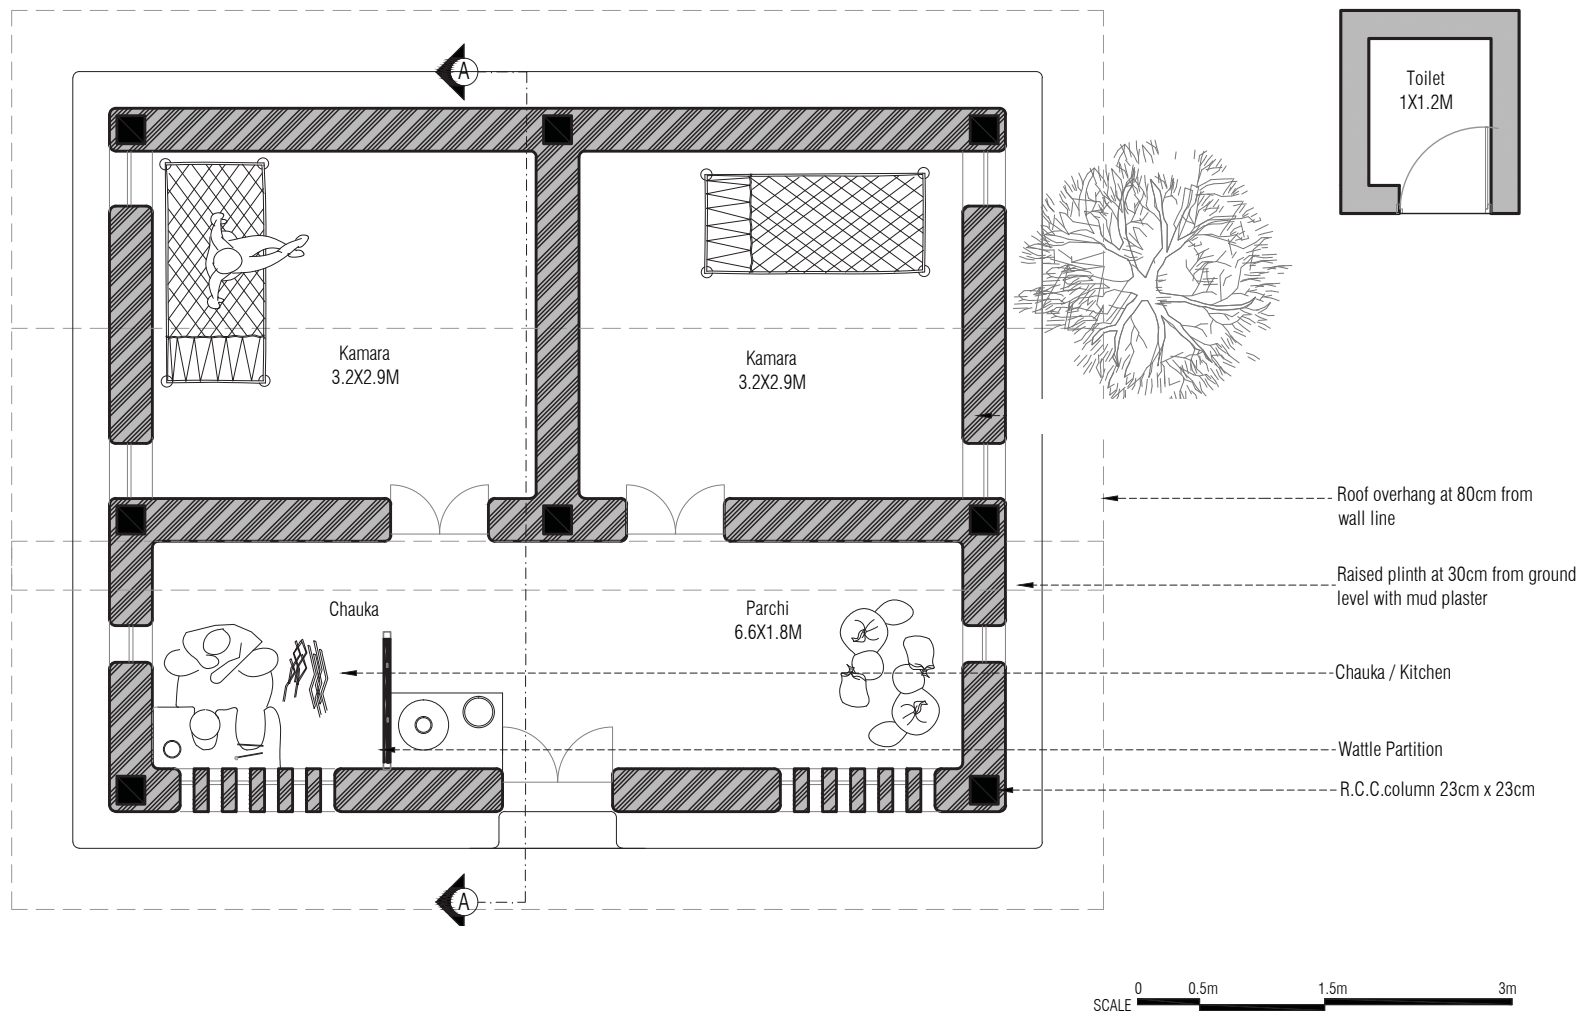 A
Toilet
1X1.2M
Kamara
3.2X2.9M
Kamara
3.2X2.9M
Roof overhang at 80cm from
wall line
Raised plinth at 30cm from ground
level with mud plaster
Chauka
Parchi
6.6X1.8M
Chauka / Kitchen
Wattle Partition
R.C.C.column 23cm x 23cm
A
0 0.5m 1.5m 3m
SCALE